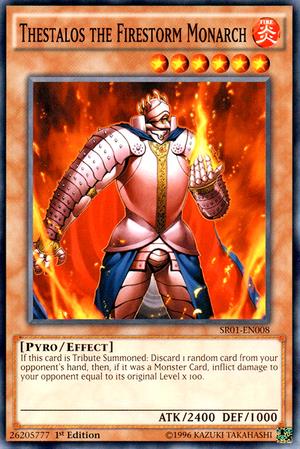 Thestalos the Firestorm Monarch
FIRE
炎
SR01-EN008
[Pyro/Effect]
If this card is Tribute Summoned: Discard 1 random card from your
opponent's hand, then, if it was a Monster Card, inflict damage to
your opponent equal to its original Level x 100.
ATK/2400 DEF/1000
26205777 1st Edition ©1996 KAZUKI TAKAHASHI